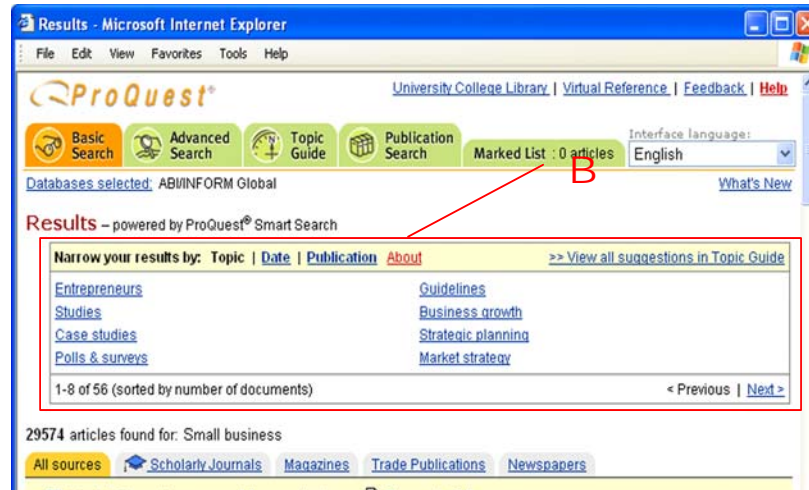 Results - Microsoft Internet Explorer
File Edit View Favorites Tools Help
ProQuest®
University College Library | Virtual Reference | Feedback | Help
Basic Search
Advanced Search
Topic Guide
Publication Search
Marked List : 0 articles
Interface language:
English
B
Databases selected: ABI/INFORM Global
What's New
Results – powered by ProQuest® Smart Search
Narrow your results by: Topic | Date | Publication About >> View all suggestions in Topic Guide
Entrepreneurs Guidelines
Studies Business growth
Case studies Strategic planning
Polls & surveys Market strategy
1-8 of 56 (sorted by number of documents) < Previous | Next >
29574 articles found for: Small business
All sources Scholarly Journals Magazines Trade Publications Newspapers